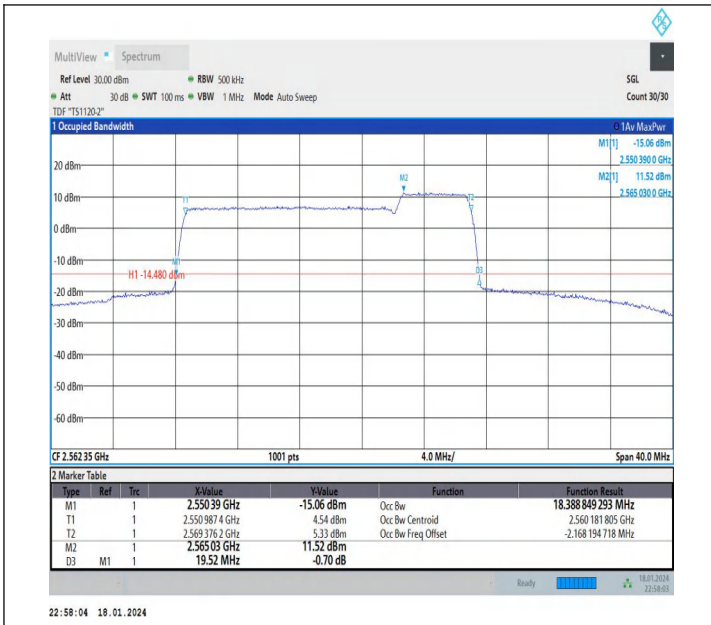 R&S
MultiView Spectrum
Ref Level 30.00 dBm RBW 500 kHz SGL
Att 30 dB SWT 100 ms VBW 1 MHz Mode Auto Sweep Count 30/30
TDF "TS1120-2"
1 Occupied Bandwidth 1Av MaxPwr
M1[1] -15.06 dBm
2.550 390 0 GHz
M2[1] 11.52 dBm
2.565 030 0 GHz
20 dBm
M2
10 dBm
T1 T2
0 dBm
-10 dBm
M1
H1 -14.480 dBm
D3
-20 dBm
-30 dBm
-40 dBm
-50 dBm
-60 dBm
CF 2.562 35 GHz 1001 pts 4.0 MHz/ Span 40.0 MHz
2 Marker Table
Type Ref Trc X-Value Y-Value Function Function Result
M1 1 2.550 39 GHz -15.06 dBm Occ Bw 18.388 849 293 MHz
T1 1 2.550 987 4 GHz 4.54 dBm Occ Bw Centroid 2.560 181 805 GHz
T2 1 2.569 376 2 GHz 5.33 dBm Occ Bw Freq Offset -2.168 194 718 MHz
M2 1 2.565 03 GHz 11.52 dBm
D3 M1 1 19.52 MHz -0.70 dB
Ready 18.01.2024
22:58:03
22:58:04 18.01.2024